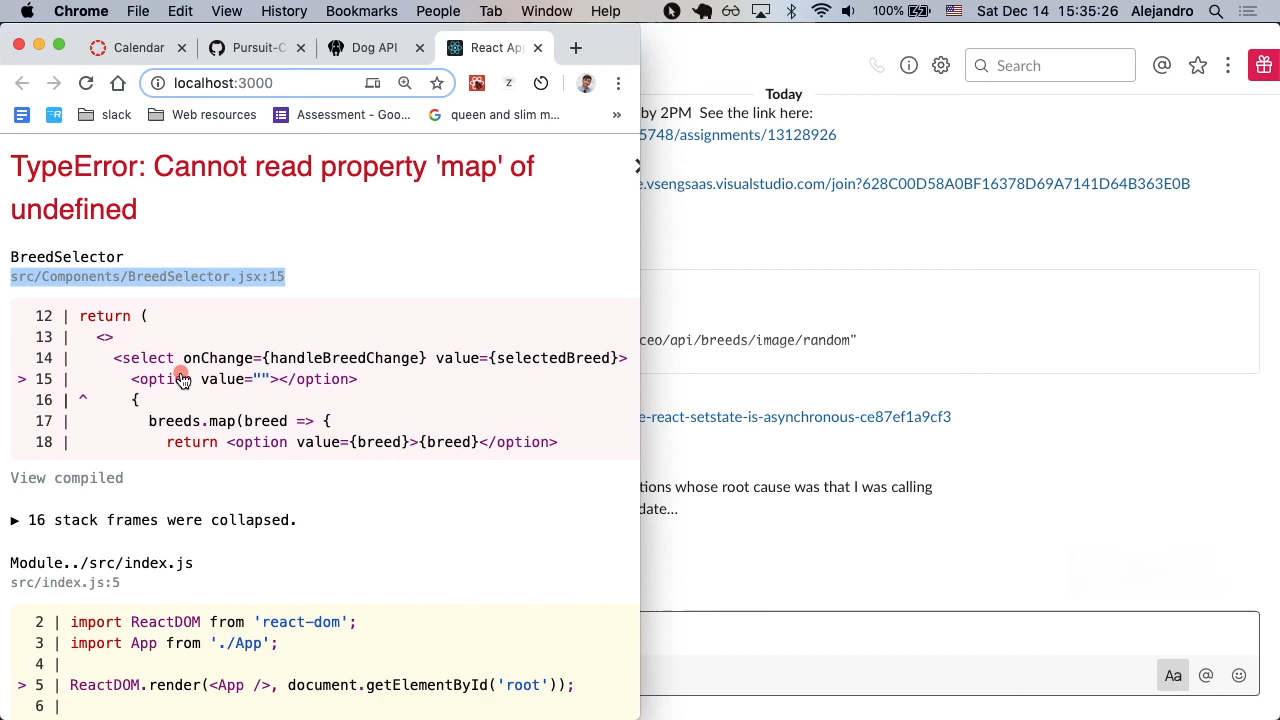 Chrome File Edit View History Bookmarks People Tab Window Help 100% Sat Dec 14 15:35:26 Alejandro
Calendar Pursuit-C Dog API React Ap
localhost:3000
slack Web resources Assessment - Goo... queen and slim m... »
TypeError: Cannot read property 'map' of
undefined
BreedSelector
src/Components/BreedSelector.jsx:15
12 | return (
13 | <>
14 | <select onChange={handleBreedChange} value={selectedBreed}>
> 15 | <option value=""></option>
16 | ^ {
17 | breeds.map(breed => {
18 | return <option value={breed}>{breed}</option>
View compiled
▶ 16 stack frames were collapsed.
Module../src/index.js
src/index.js:5
2 | import ReactDOM from 'react-dom';
3 | import App from './App';
4 |
> 5 | ReactDOM.render(<App />, document.getElementById('root'));
6 |
Search
Today
by 2PM See the link here:
5748/assignments/13128926
e.vsengsaas.visualstudio.com/join?628C00D58A0BF16378D69A7141D64B363E0B
ceo/api/breeds/image/random"
e-react-setstate-is-asynchronous-ce87ef1a9cf3
tions whose root cause was that I was calling
date...
Aa @